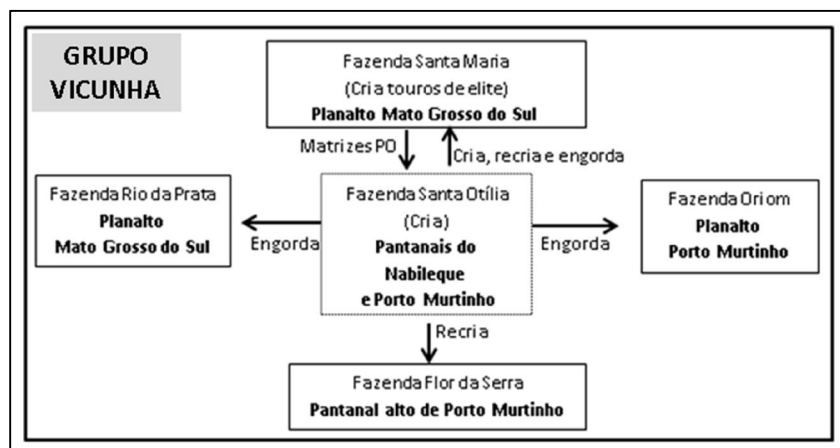 GRUPO
VICUNHA
Fazenda Santa Maria
(Cria touros de elite)
Planalto Mato Grosso do Sul
Matrizes PO
Cria, recria e engorda
Fazenda Rio da Prata
Planalto
Mato Grosso do Sul
Engorda
Fazenda Santa Otília
(Cria)
Pantanais do
Nabileque
e Porto Murtinho
Engorda
Fazenda Oriom
Planalto
Porto Murtinho
Recria
Fazenda Flor da Serra
Pantanal alto de Porto Murtinho